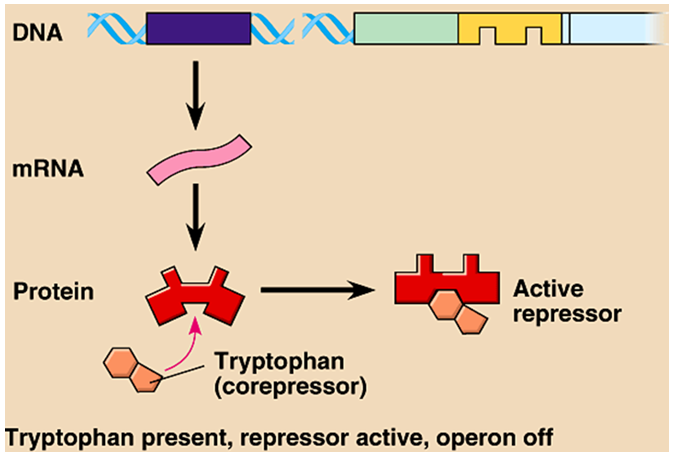 DNA
mRNA
Protein
Active
repressor
Tryptophan
(corepressor)
Tryptophan present, repressor active, operon off